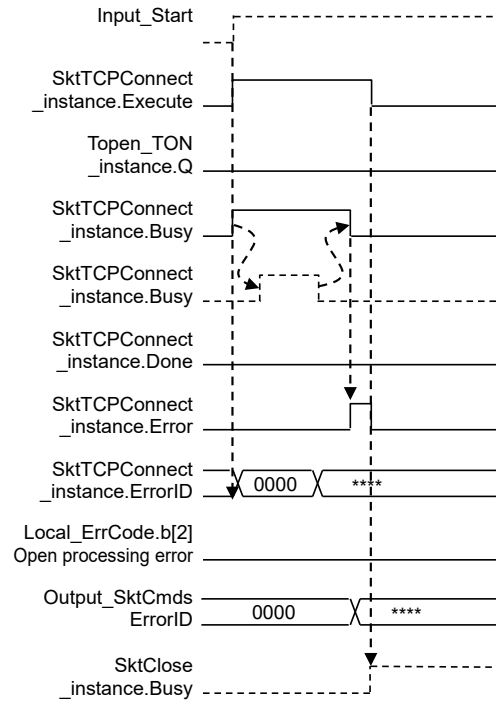 Input_Start
SktTCPConnect
_instance.Execute
Topen_TON
_instance.Q
SktTCPConnect
_instance.Busy
SktTCPConnect
_instance.Busy
SktTCPConnect
_instance.Done
SktTCPConnect
_instance.Error
SktTCPConnect
_instance.ErrorID
0000
****
Local_ErrCode.b[2]
Open processing error
Output_SktCmds
ErrorID
0000
****
SktClose
_instance.Busy